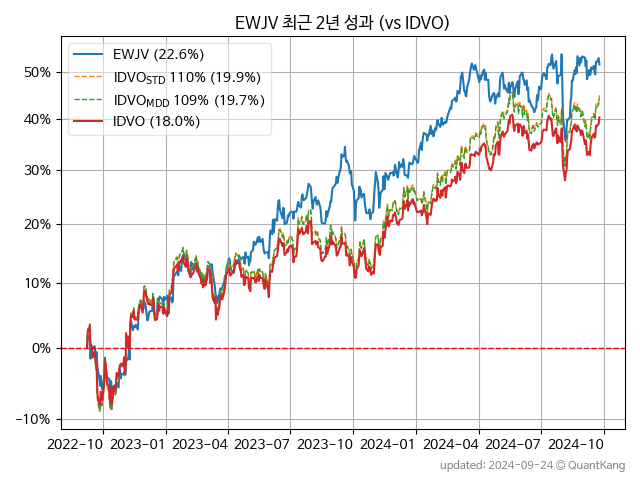 EWJV 최근 2년 성과 (vs IDVO)
EWJV (22.6%)
IDVO_STD 110% (19.9%)
IDVO_MDD 109% (19.7%)
IDVO (18.0%)
50%
40%
30%
20%
10%
0%
−10%
2022-10 2023-01 2023-04 2023-07 2023-10 2024-01 2024-04 2024-07 2024-10
updated: 2024-09-24 © QuantKang